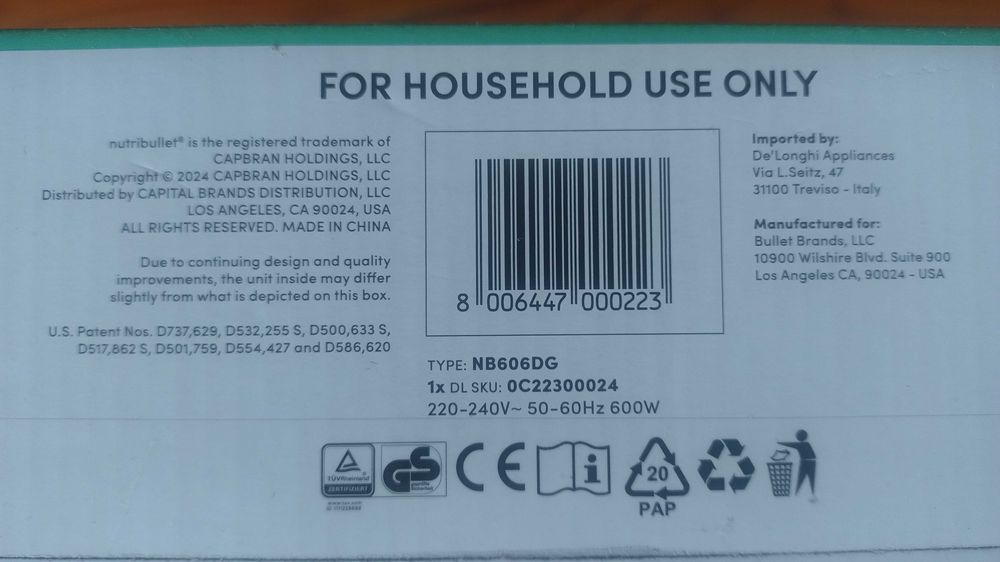 FOR HOUSEHOLD USE ONLY
nutribullet® is the registered trademark of
CAPBRAN HOLDINGS, LLC
Copyright © 2024 CAPBRAN HOLDINGS, LLC
Distributed by CAPITAL BRANDS DISTRIBUTION, LLC
LOS ANGELES, CA 90024, USA
ALL RIGHTS RESERVED. MADE IN CHINA
Due to continuing design and quality
improvements, the unit inside may differ
slightly from what is depicted on this box.
U.S. Patent Nos. D737,629, D532,255 S, D500,633 S,
D517,862 S, D501,759, D554,427 and D586,620
8 006447 000223
TYPE: NB606DG
1x DL SKU: 0C22300024
220-240V~ 50-60Hz 600W
Imported by:
De'Longhi Appliances
Via L.Seitz, 47
31100 Treviso - Italy
Manufactured for:
Bullet Brands, LLC
10900 Wilshire Blvd. Suite 900
Los Angeles CA, 90024 - USA
TÜVRheinland
ZERTIFIZIERT
GS
geprüfte
Sicherheit
CE
i
20
PAP